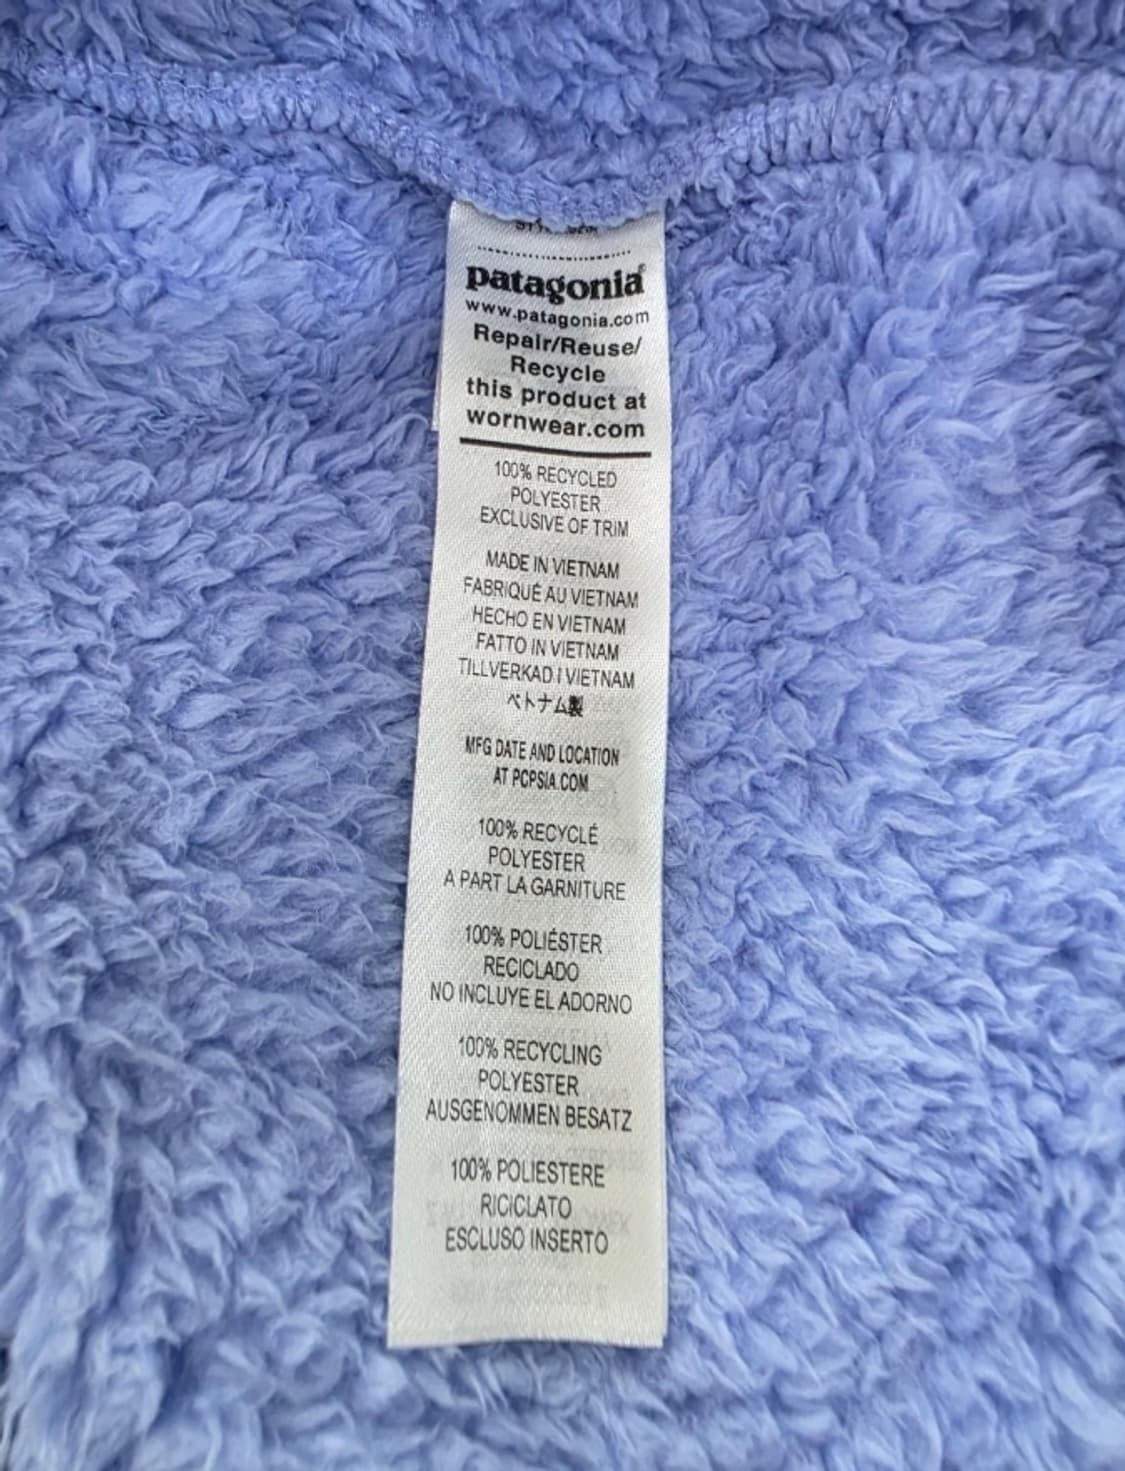 patagonia®
www.patagonia.com
Repair/Reuse/
Recycle
this product at
wornwear.com
100% RECYCLED
POLYESTER
EXCLUSIVE OF TRIM
MADE IN VIETNAM
FABRIQUÉ AU VIETNAM
HECHO EN VIETNAM
FATTO IN VIETNAM
TILLVERKAD I VIETNAM
ベトナム製
MFG DATE AND LOCATION
AT PCPSIA.COM
100% RECYCLÉ
POLYESTER
A PART LA GARNITURE
100% POLIÉSTER
RECICLADO
NO INCLUYE EL ADORNO
100% RECYCLING
POLYESTER
AUSGENOMMEN BESATZ
100% POLIESTERE
RICICLATO
ESCLUSO INSERTO